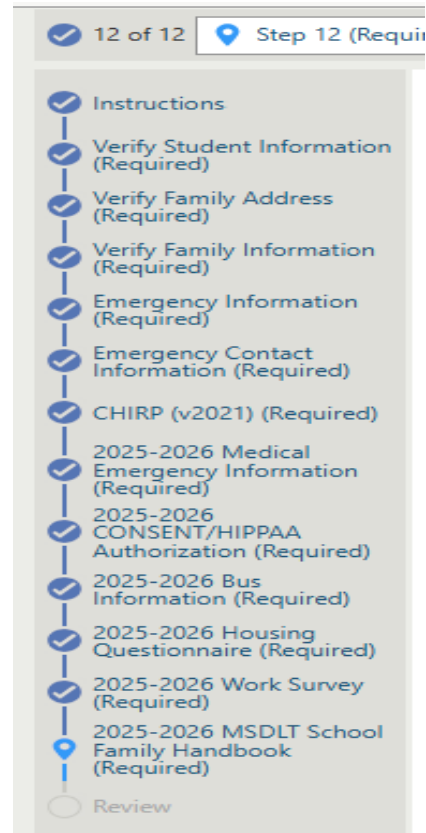 12 of 12 Step 12 (Requir
Instructions
Verify Student Information
(Required)
Verify Family Address
(Required)
Verify Family Information
(Required)
Emergency Information
(Required)
Emergency Contact
Information (Required)
CHIRP (v2021) (Required)
2025-2026 Medical
Emergency Information
(Required)
2025-2026
CONSENT/HIPPAA
Authorization (Required)
2025-2026 Bus
Information (Required)
2025-2026 Housing
Questionnaire (Required)
2025-2026 Work Survey
(Required)
2025-2026 MSDLT School
Family Handbook
(Required)
Review